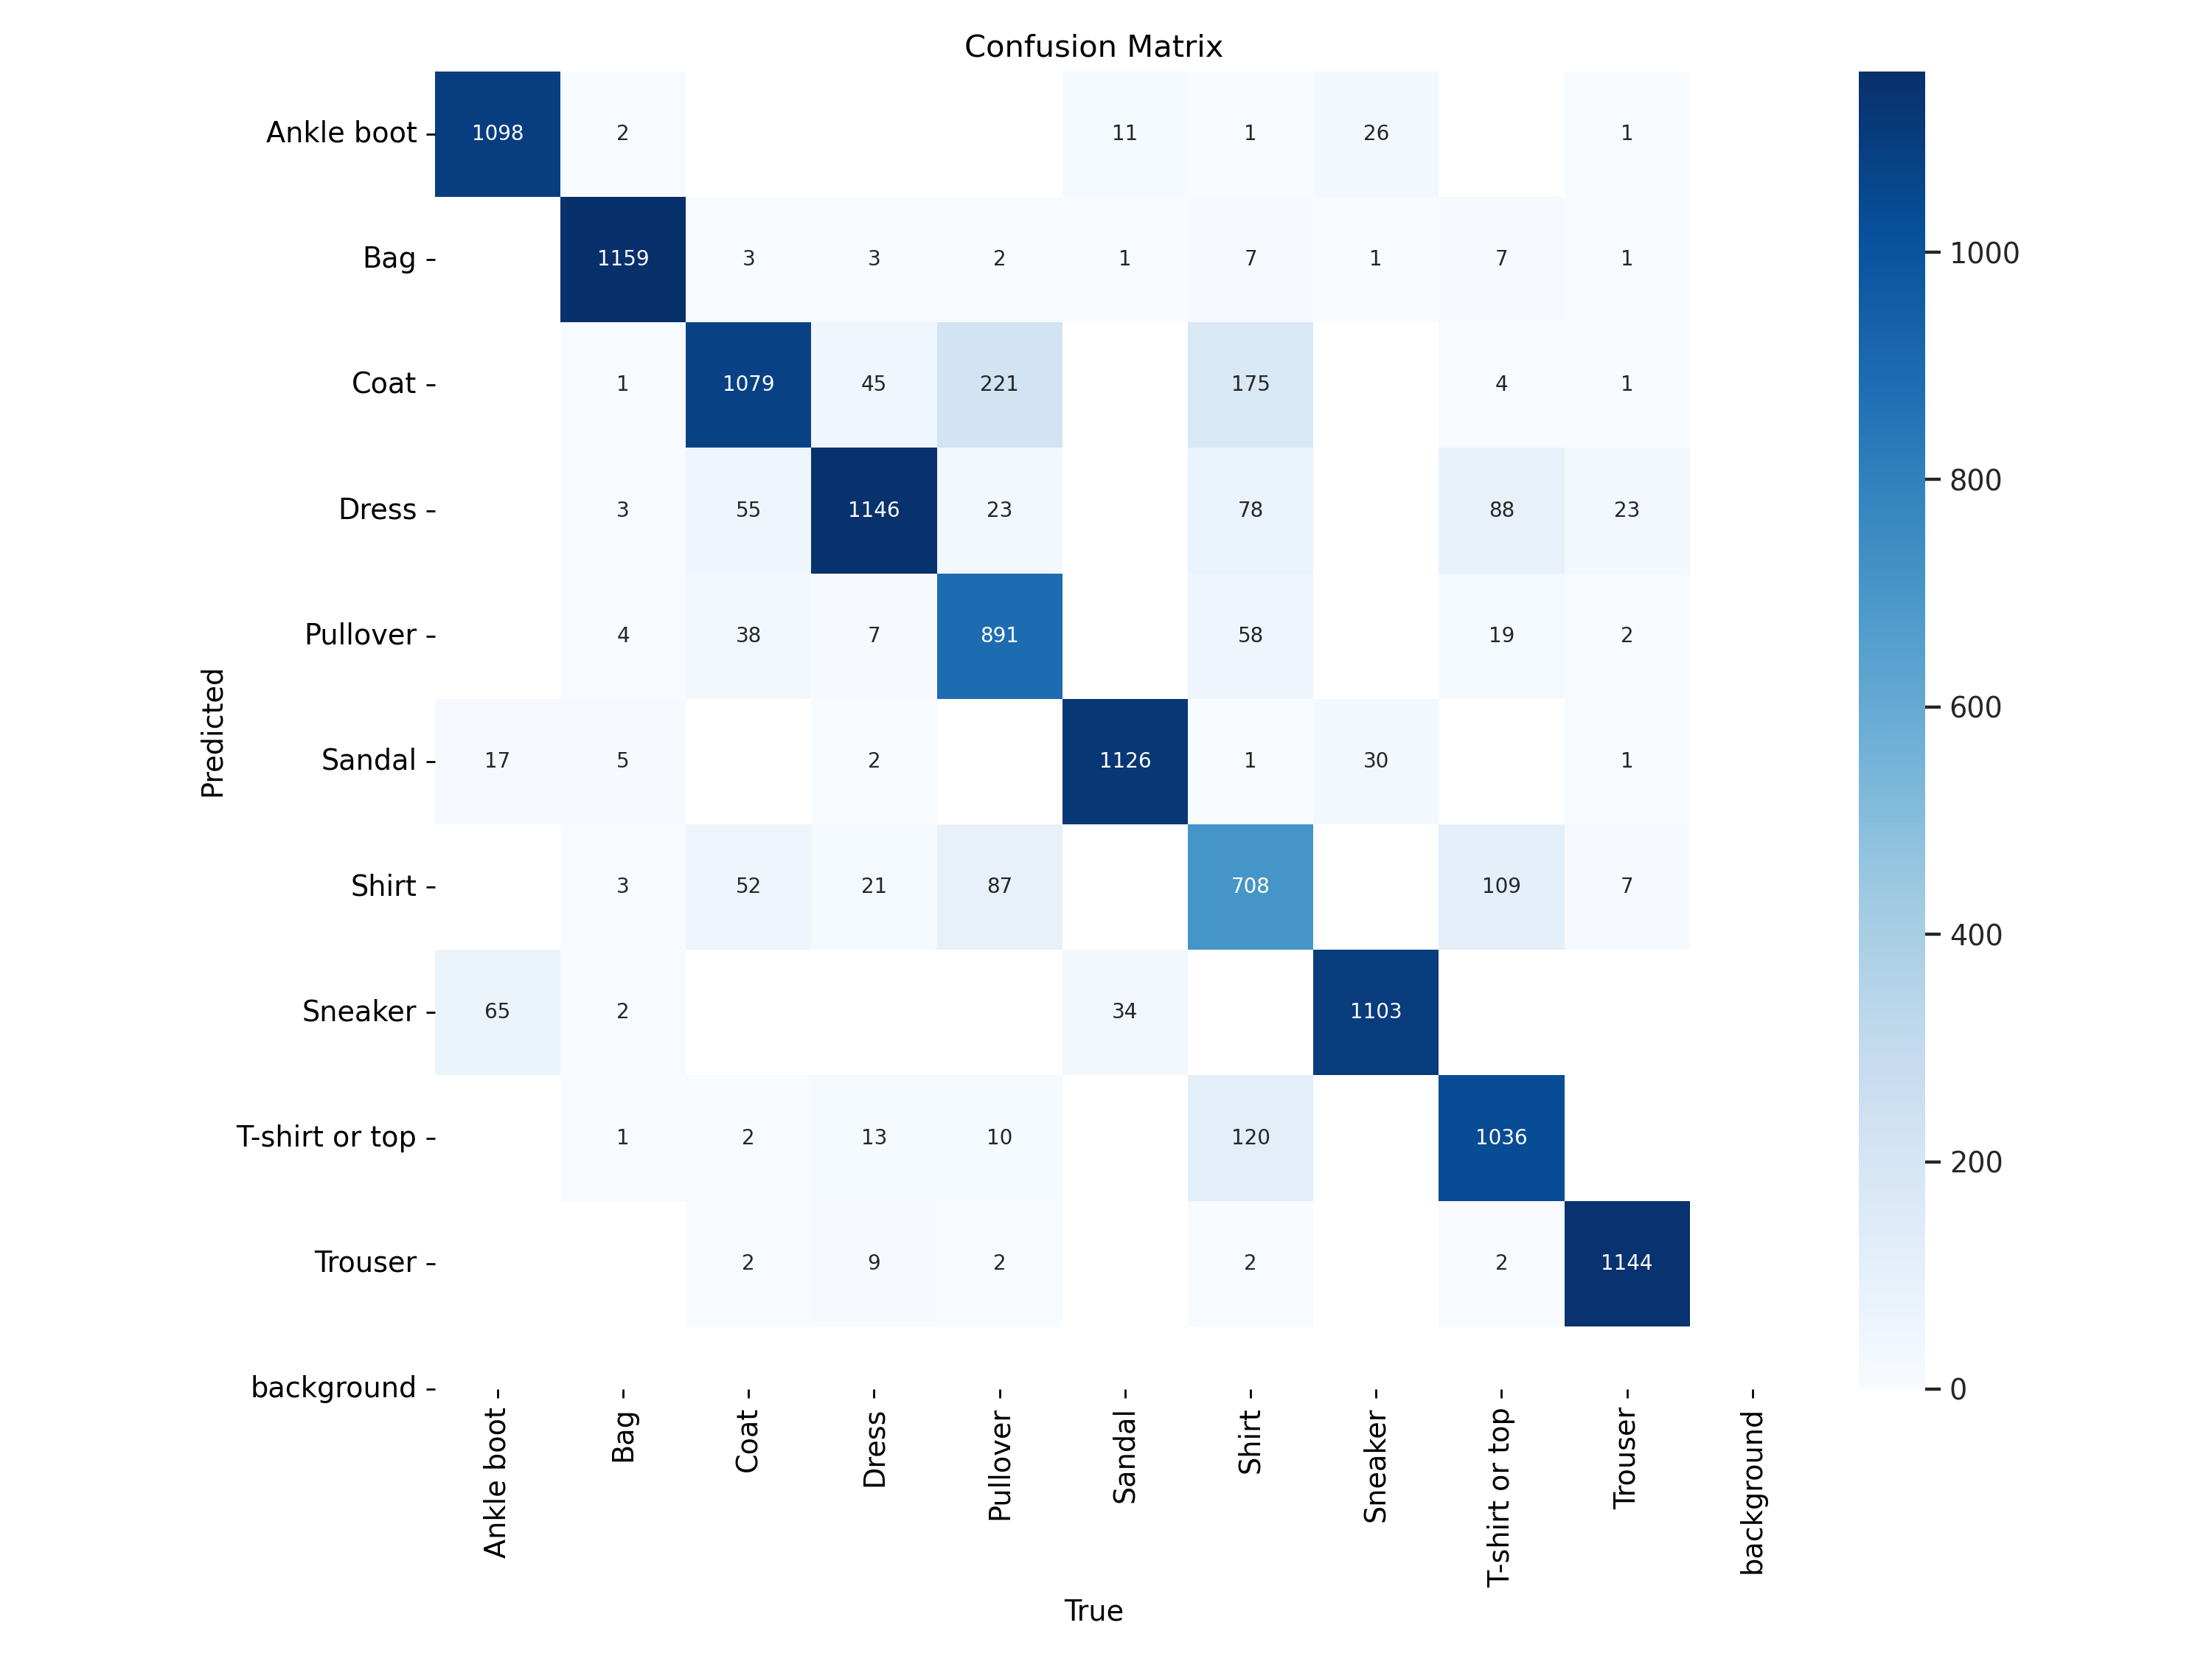 Confusion Matrix
Ankle boot 1098 2 11 1 26 1
Bag 1159 3 3 2 1 7 1 7 1
1000
Coat 1 1079 45 221 175 4 1
800
Dress 3 55 1146 23 78 88 23
Pullover 4 38 7 891 58 19 2
600
Predicted
Sandal 17 5 2 1126 1 30 1
Shirt 3 52 21 87 708 109 7
400
Sneaker 65 2 34 1103
T-shirt or top 1 2 13 10 120 1036
200
Trouser 2 9 2 2 2 1144
background
0
Ankle boot Bag Coat Dress Pullover Sandal Shirt Sneaker T-shirt or top Trouser background
True